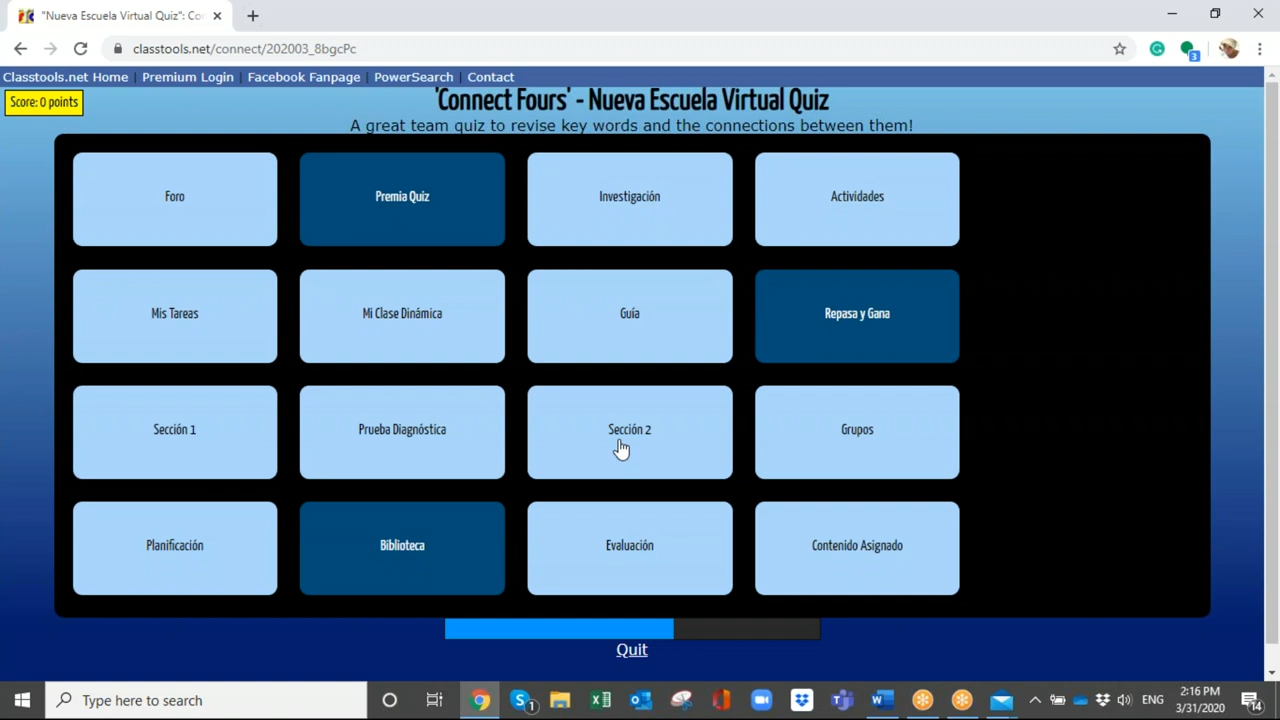 "Nueva Escuela Virtual Quiz": Co
classtools.net/connect/202003_8bgcPc
3
Classtools.net Home | Premium Login | Facebook Fanpage | PowerSearch | Contact
Score: 0 points
'Connect Fours' - Nueva Escuela Virtual Quiz
A great team quiz to revise key words and the connections between them!
Foro
Premia Quiz
Investigación
Actividades
Mis Tareas
Mi Clase Dinámica
Guía
Repasa y Gana
Sección 1
Prueba Diagnóstica
Sección 2
Grupos
Planificación
Biblioteca
Evaluación
Contenido Asignado
Quit
Type here to search
1
ENG
2:16 PM
3/31/2020
14